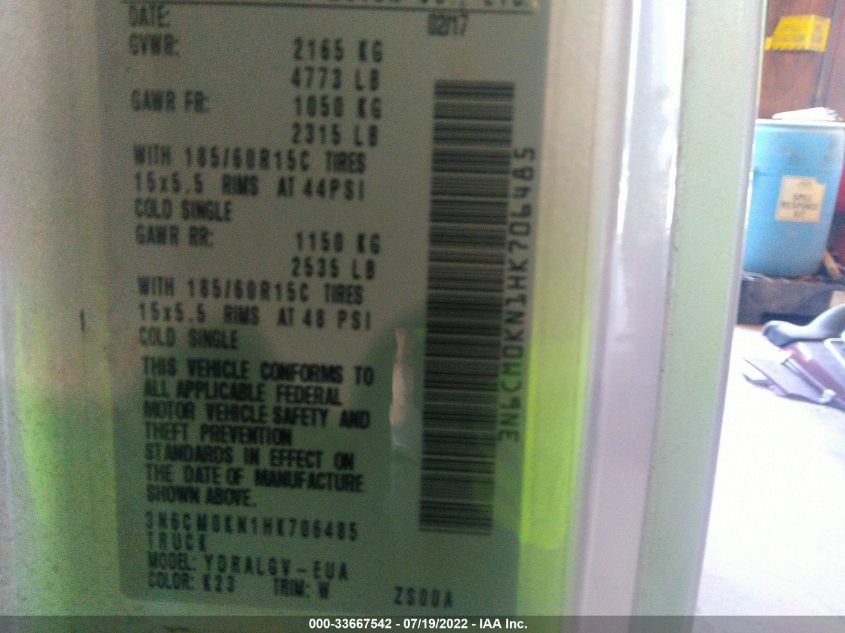 DATE: 02/17
GVWR: 2165 KG
4773 LB
GAWR FR: 1050 KG
2315 LB
WITH 185/60R15C TIRES
15x5.5 RIMS AT 44PSI
COLD SINGLE
GAWR RR: 1150 KG
2535 LB
WITH 185/60R15C TIRES
15x5.5 RIMS AT 48 PSI
COLD SINGLE
THIS VEHICLE CONFORMS TO
ALL APPLICABLE FEDERAL
MOTOR VEHICLE SAFETY AND
THEFT PREVENTION
STANDARDS IN EFFECT ON
THE DATE OF MANUFACTURE
SHOWN ABOVE.
3N6CM0KN1HK706485
TRUCK
MODEL: YDRALGV-EUA
COLOR: K23 TRIM: W ZS00A
3N6CM0KN1HK706485
SPILL
RESPONSE
KIT
000-33667542 - 07/19/2022 - IAA Inc.